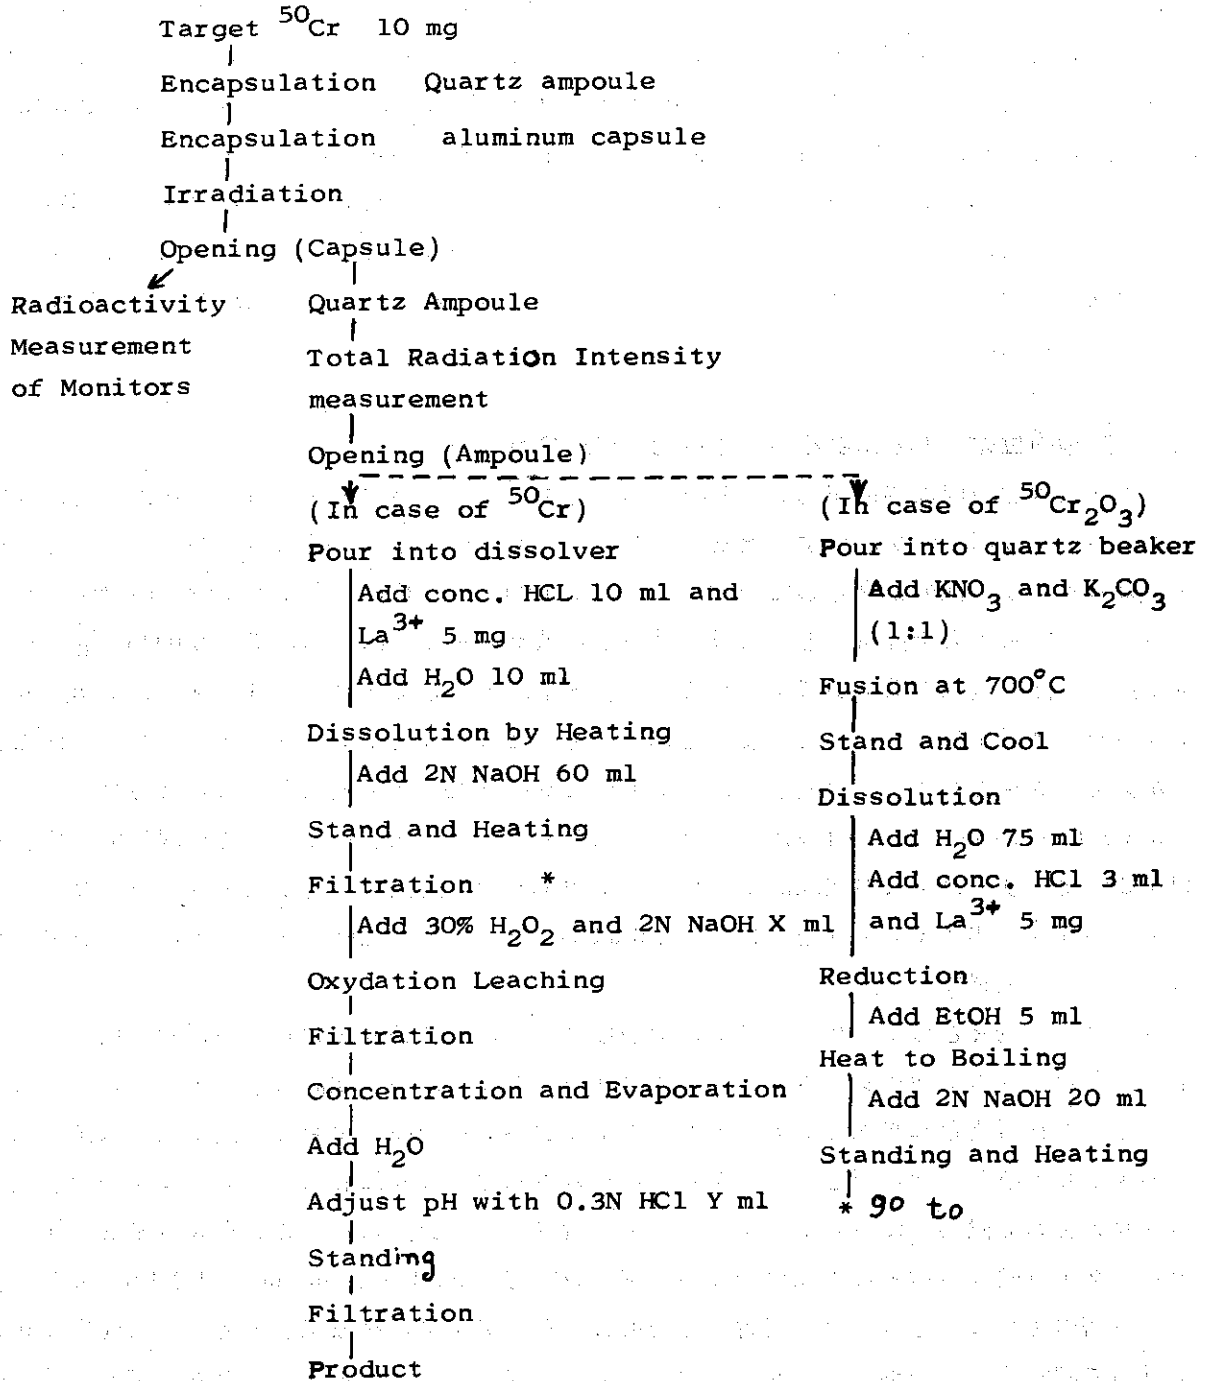 Target ⁵⁰Cr 10 mg
Encapsulation Quartz ampoule
Encapsulation aluminum capsule
Irradiation
Opening (Capsule)
Radioactivity
Measurement
of Monitors
Quartz Ampoule
Total Radiation Intensity
measurement
Opening (Ampoule)
(In case of ⁵⁰Cr)
Pour into dissolver
Add conc. HCL 10 ml and
La³⁺ 5 mg
Add H₂O 10 ml
Dissolution by Heating
Add 2N NaOH 60 ml
Stand and Heating
Filtration *
Add 30% H₂O₂ and 2N NaOH X ml
Oxydation Leaching
Filtration
Concentration and Evaporation
Add H₂O
Adjust pH with 0.3N HCl Y ml
Standing
Filtration
Product
(In case of ⁵⁰Cr₂O₃)
Pour into quartz beaker
Add KNO₃ and K₂CO₃
(1:1)
Fusion at 700°C
Stand and Cool
Dissolution
Add H₂O 75 ml
Add conc. HCl 3 ml
and La³⁺ 5 mg
Reduction
Add EtOH 5 ml
Heat to Boiling
Add 2N NaOH 20 ml
Standing and Heating
* go to